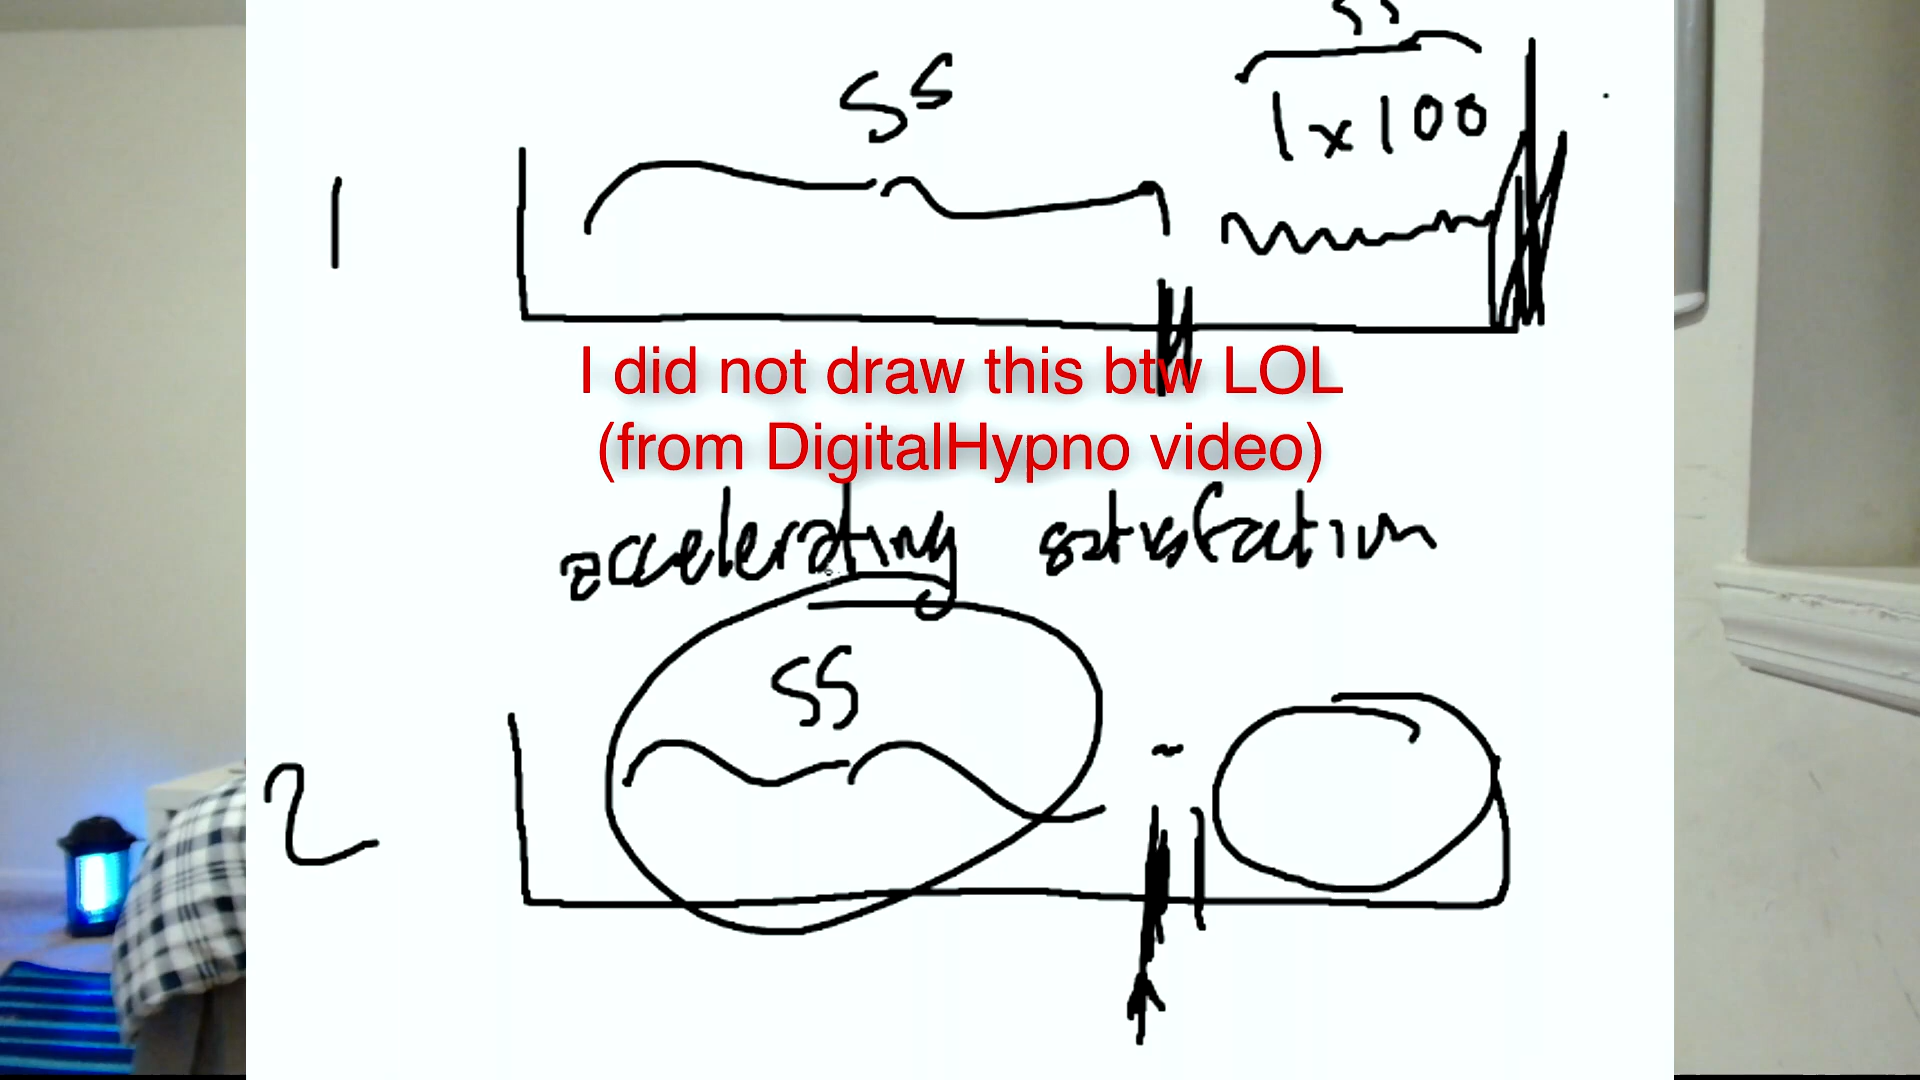 ss
ss
1x100
1
I did not draw this btw LOL
(from DigitalHypno video)
accelerating satisfaction
ss
2